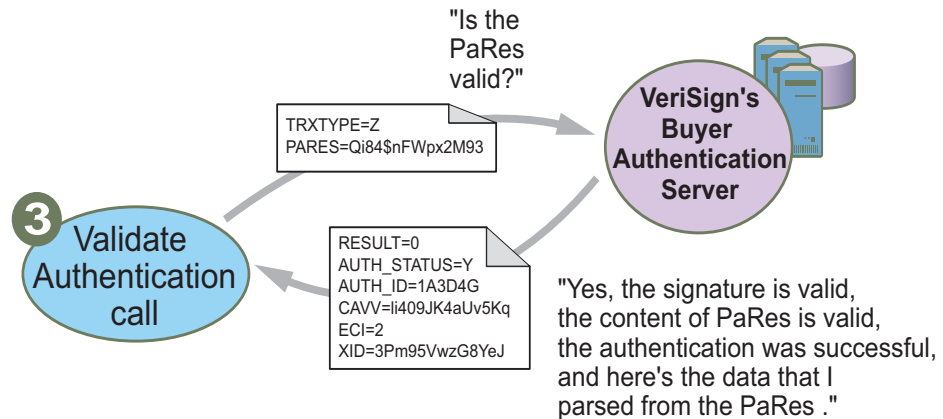 "Is the
PaRes
valid?"
VeriSign's
Buyer
Authentication
Server
TRXTYPE=Z
PARES=Qi84$nFWpx2M93
3
Validate
Authentication
call
RESULT=0
AUTH_STATUS=Y
AUTH_ID=1A3D4G
CAVV=li409JK4aUv5Kq
ECI=2
XID=3Pm95VwzG8YeJ
"Yes, the signature is valid,
the content of PaRes is valid,
the authentication was successful,
and here's the data that I
parsed from the PaRes ."